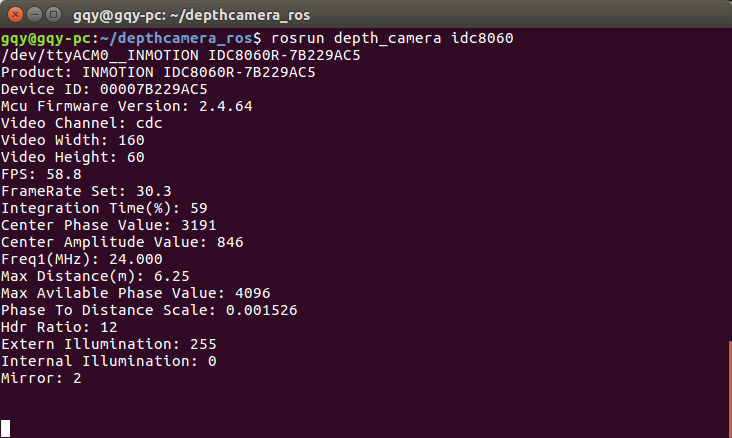 gqy@gqy-pc: ~/depthcamera_ros
gqy@gqy-pc:~/depthcamera_ros$ rosrun depth_camera idc8060
/dev/ttyACM0__INMOTION IDC8060R-7B229AC5
Product: INMOTION IDC8060R-7B229AC5
Device ID: 00007B229AC5
Mcu Firmware Version: 2.4.64
Video Channel: cdc
Video Width: 160
Video Height: 60
FPS: 58.8
FrameRate Set: 30.3
Integration Time(%): 59
Center Phase Value: 3191
Center Amplitude Value: 846
Freq1(MHz): 24.000
Max Distance(m): 6.25
Max Avilable Phase Value: 4096
Phase To Distance Scale: 0.001526
Hdr Ratio: 12
Extern Illumination: 255
Internal Illumination: 0
Mirror: 2